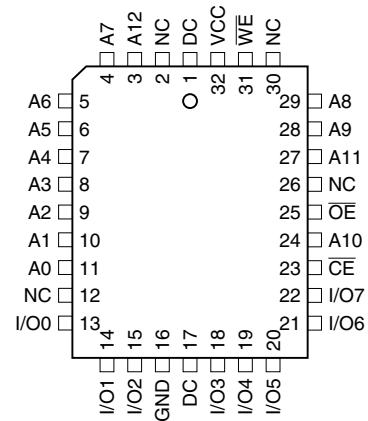 A7 A12 NC DC VCC W̅E̅ NC
4 3 2 1 32 31 30
A6 5 29 A8
A5 6 28 A9
A4 7 27 A11
A3 8 26 NC
A2 9 25 O̅E̅
A1 10 24 A10
A0 11 23 C̅E̅
NC 12 22 I/O7
I/O0 13 21 I/O6
14 15 16 17 18 19 20
I/O1 I/O2 GND DC I/O3 I/O4 I/O5